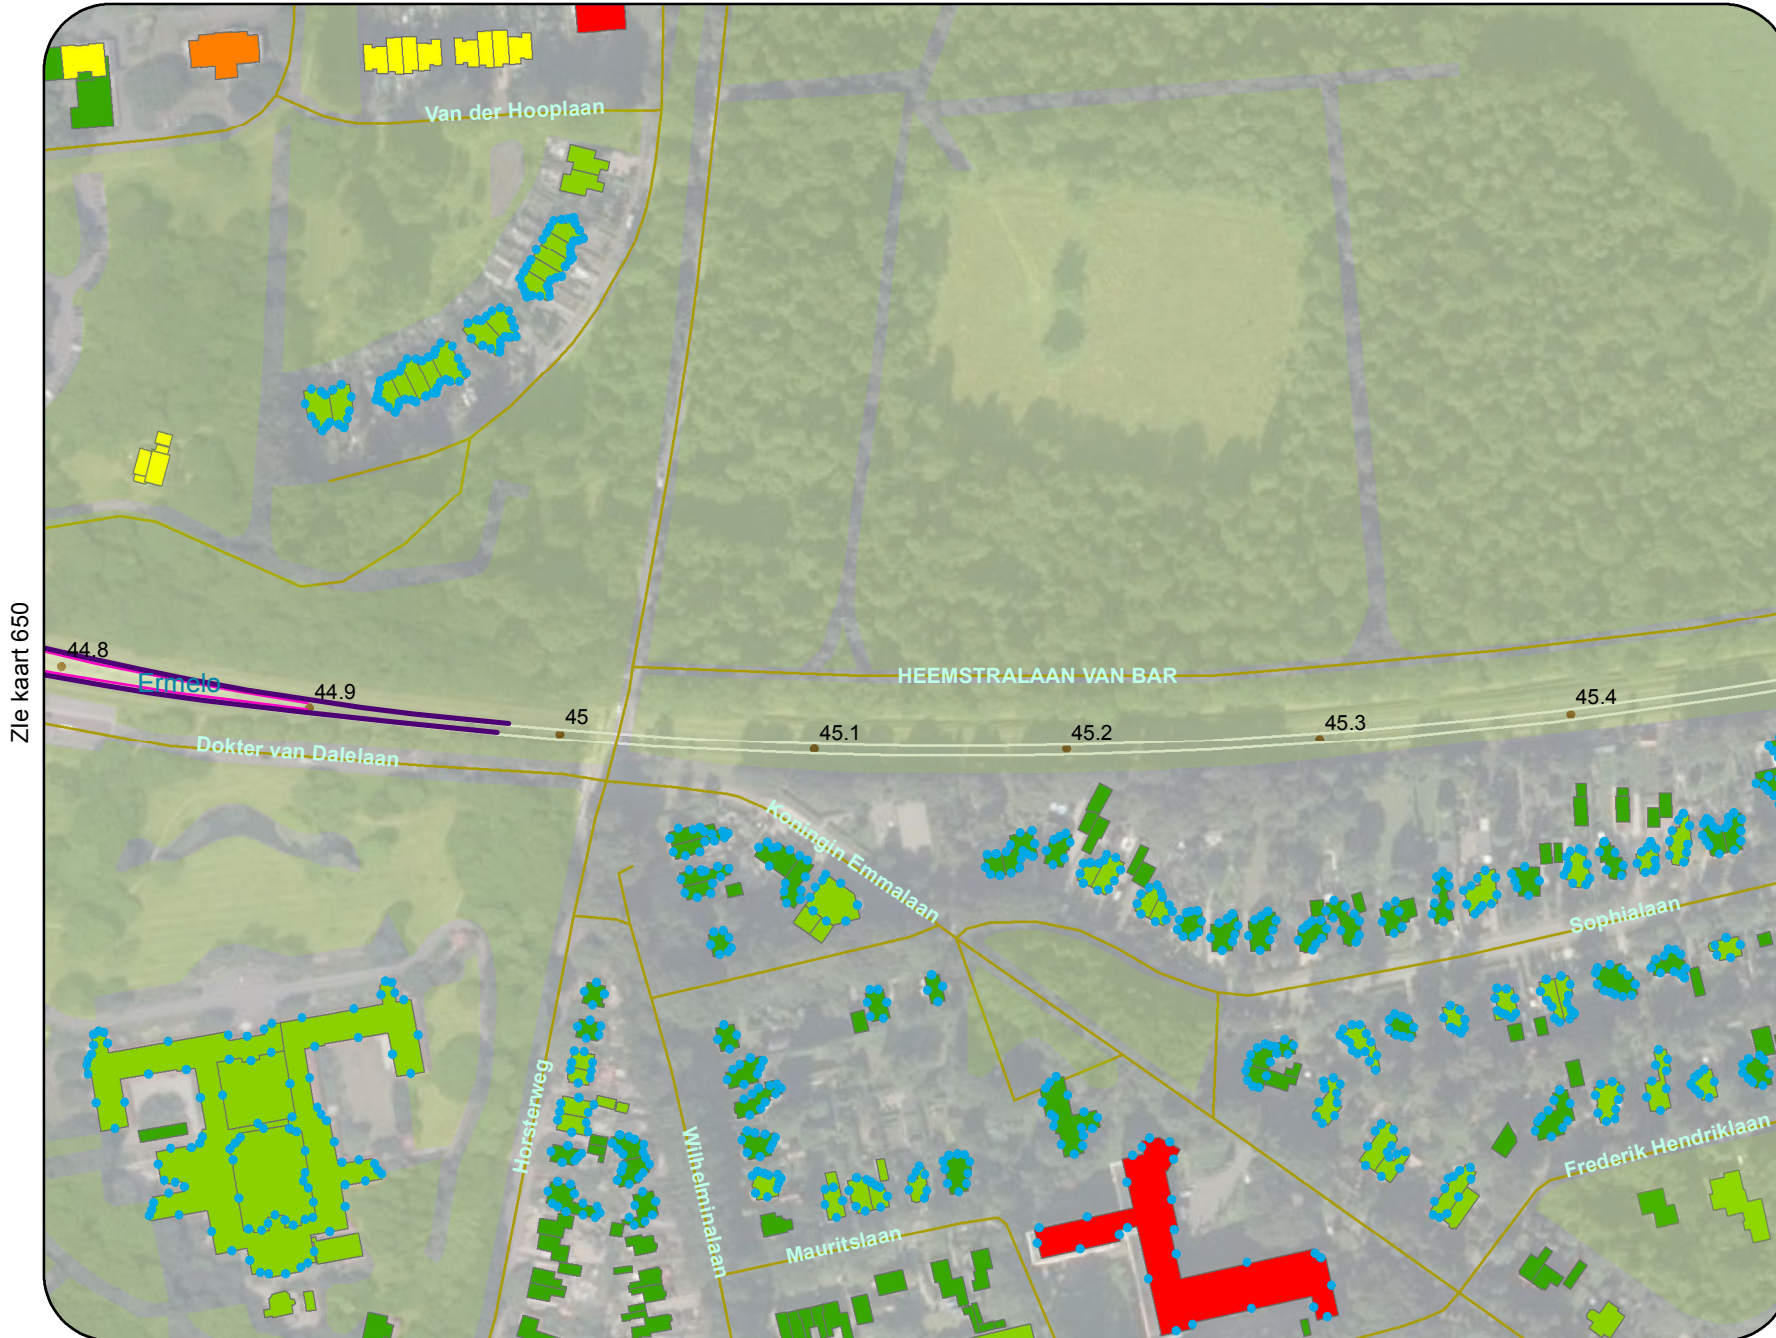 Van der Hooplaan
ZIe kaart 650
44.8
Ermelo
44.9
45
45.1
45.2
45.3
45.4
HEEMSTRALAAN VAN BAR
Dokter van Dalelaan
Koningin Emmalaan
Sophialaan
Horsterweg
Wilhelminalaan
Mauritslaan
Frederik Hendriklaan